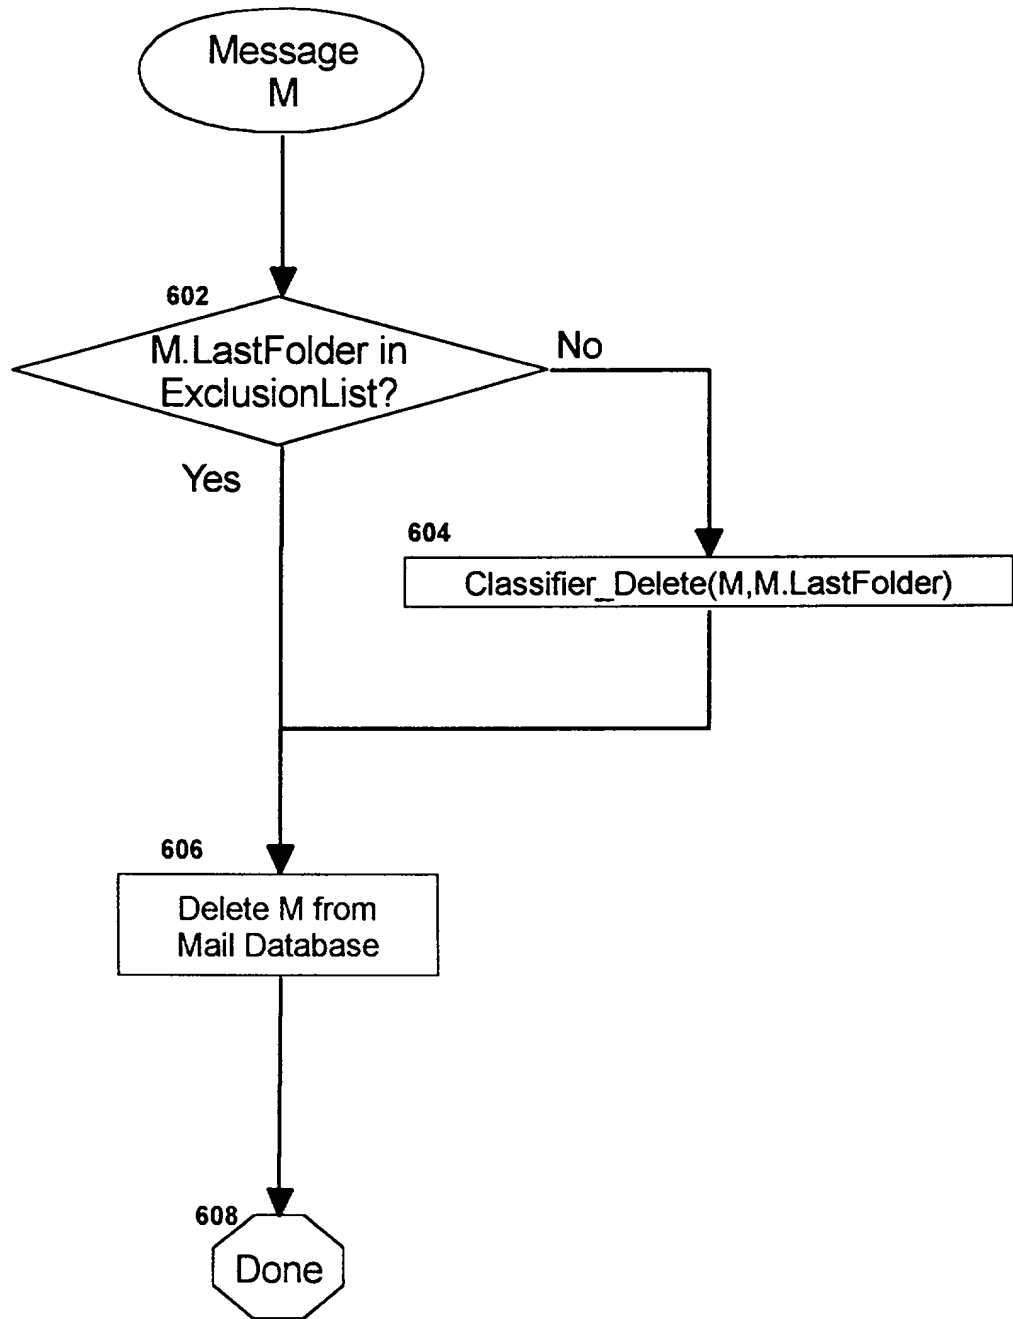 Message
M
602
M.LastFolder in
ExclusionList?
No
Yes
604
Classifier_Delete(M,M.LastFolder)
606
Delete M from
Mail Database
608
Done